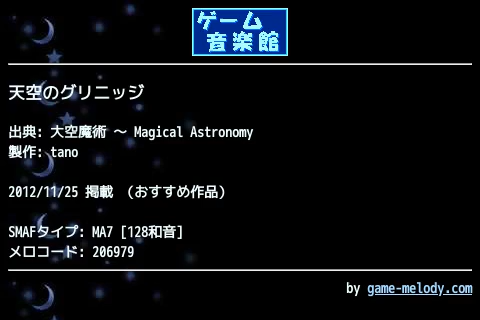 ゲーム
音楽館
天空のグリニッジ
出典: 大空魔術 ～ Magical Astronomy
製作: tano
2012/11/25 掲載 (おすすめ作品)
SMAFタイプ: MA7 [128和音]
メロコード: 206979
by game-melody.com